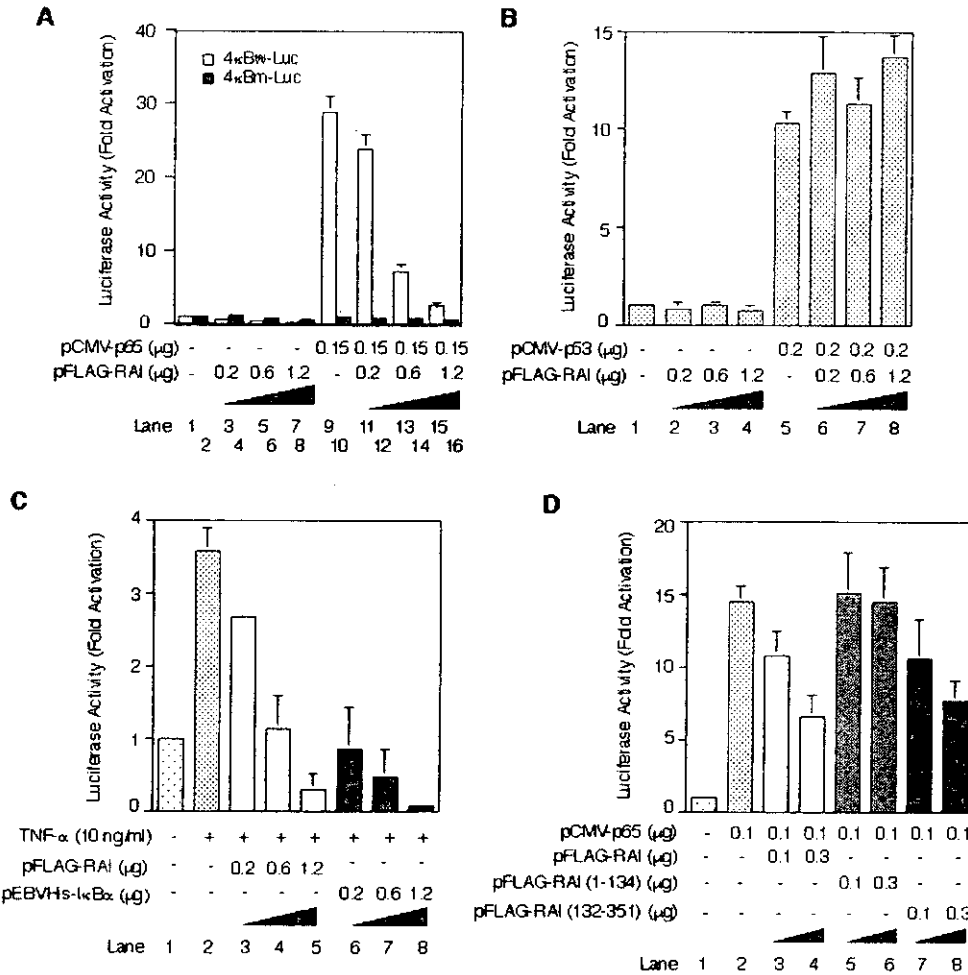 A
Luciferase Activity (Fold Activation)
40
30
20
10
0
4κBw-Luc
4κBm-Luc
pCMV-p65 (μg) - - - - 0.15 0.15 0.15 0.15
pFLAG-RAI (μg) - 0.2 0.6 1.2 - 0.2 0.6 1.2
Lane 1 3 5 7 9 11 13 15
2 4 6 8 10 12 14 16
B
Luciferase Activity (Fold Activation)
15
10
5
0
pCMV-p53 (μg) - - - - 0.2 0.2 0.2 0.2
pFLAG-RAI (μg) - 0.2 0.6 1.2 - 0.2 0.6 1.2
Lane 1 2 3 4 5 6 7 8
C
Luciferase Activity (Fold Activation)
4
3
2
1
0
TNF-α (10 ng/ml) - + + + + + + +
pFLAG-RAI (μg) - - 0.2 0.6 1.2 - - -
pEBVHis-IκBα (μg) - - - - - 0.2 0.6 1.2
Lane 1 2 3 4 5 6 7 8
D
Luciferase Activity (Fold Activation)
20
15
10
5
0
pCMV-p65 (μg) - 0.1 0.1 0.1 0.1 0.1 0.1 0.1
pFLAG-RAI (μg) - - 0.1 0.3 - - - -
pFLAG-RAI (1-134) (μg) - - - - 0.1 0.3 - -
pFLAG-RAI (132-351) (μg) - - - - - - 0.1 0.3
Lane 1 2 3 4 5 6 7 8